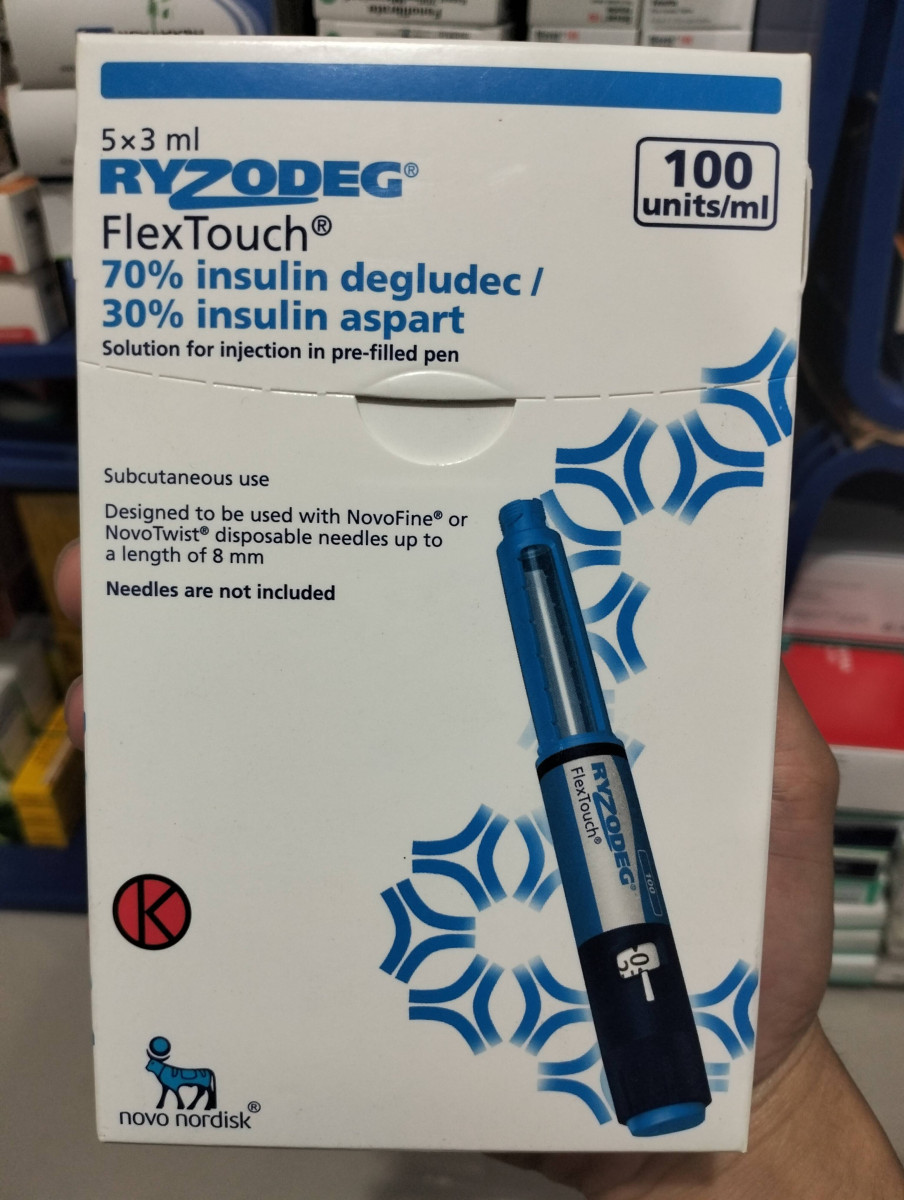 5×3 ml
RYZODEG®
FlexTouch®
70% insulin degludec /
30% insulin aspart
Solution for injection in pre-filled pen
100
units/ml
Subcutaneous use
Designed to be used with NovoFine® or
NovoTwist® disposable needles up to
a length of 8 mm
Needles are not included
RYZODEG®
FlexTouch®
100
K
novo nordisk®